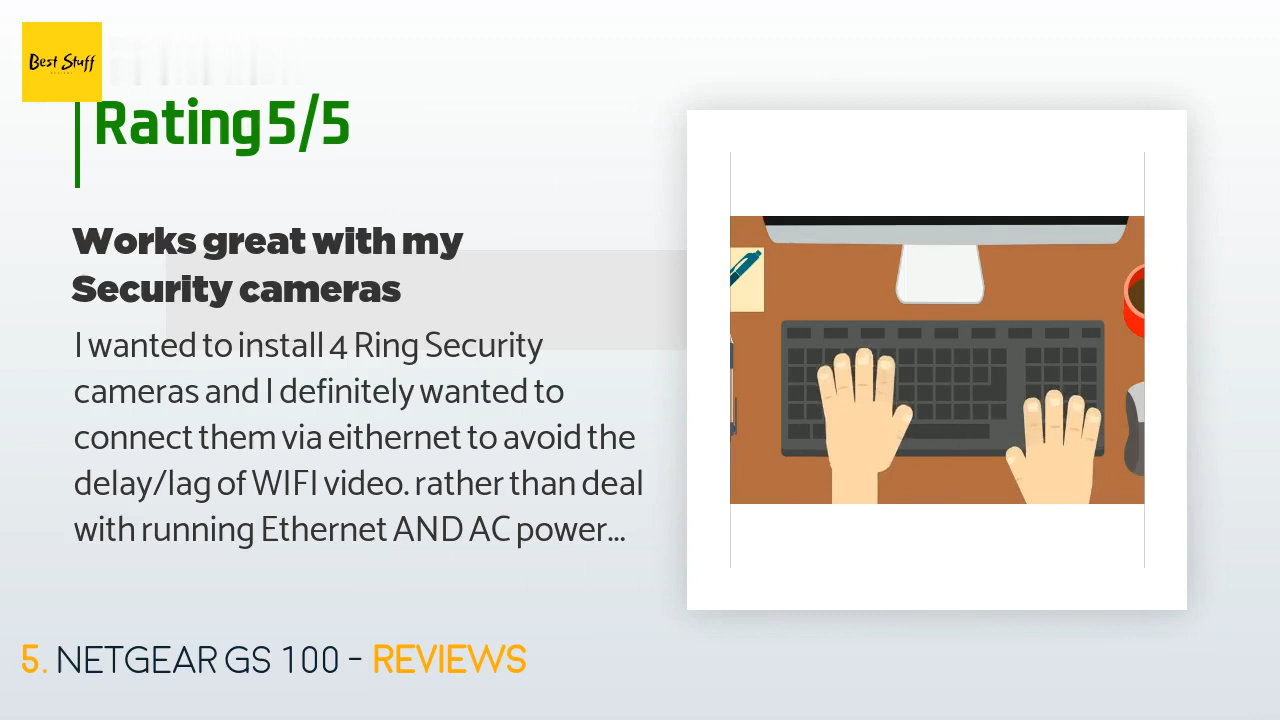 Best Stuff
Rating 5/5
Works great with my
Security cameras
I wanted to install 4 Ring Security
cameras and I definitely wanted to
connect them via eithernet to avoid the
delay/lag of WIFI video. rather than deal
with running Ethernet AND AC power...
5. NETGEAR GS 100 - REVIEWS